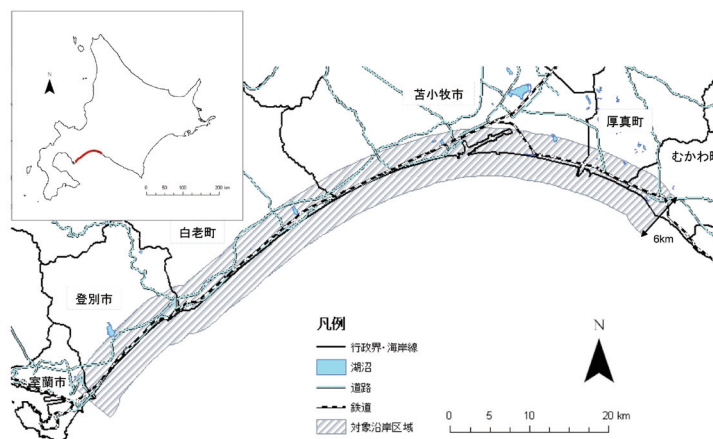 N
0 100 200 km
苫小牧市
厚真町
むかわ町
白老町
6km
登別市
室蘭市
凡例
行政界・海岸線
湖沼
道路
鉄道
対象沿岸区域
N
0 5 10 20 km